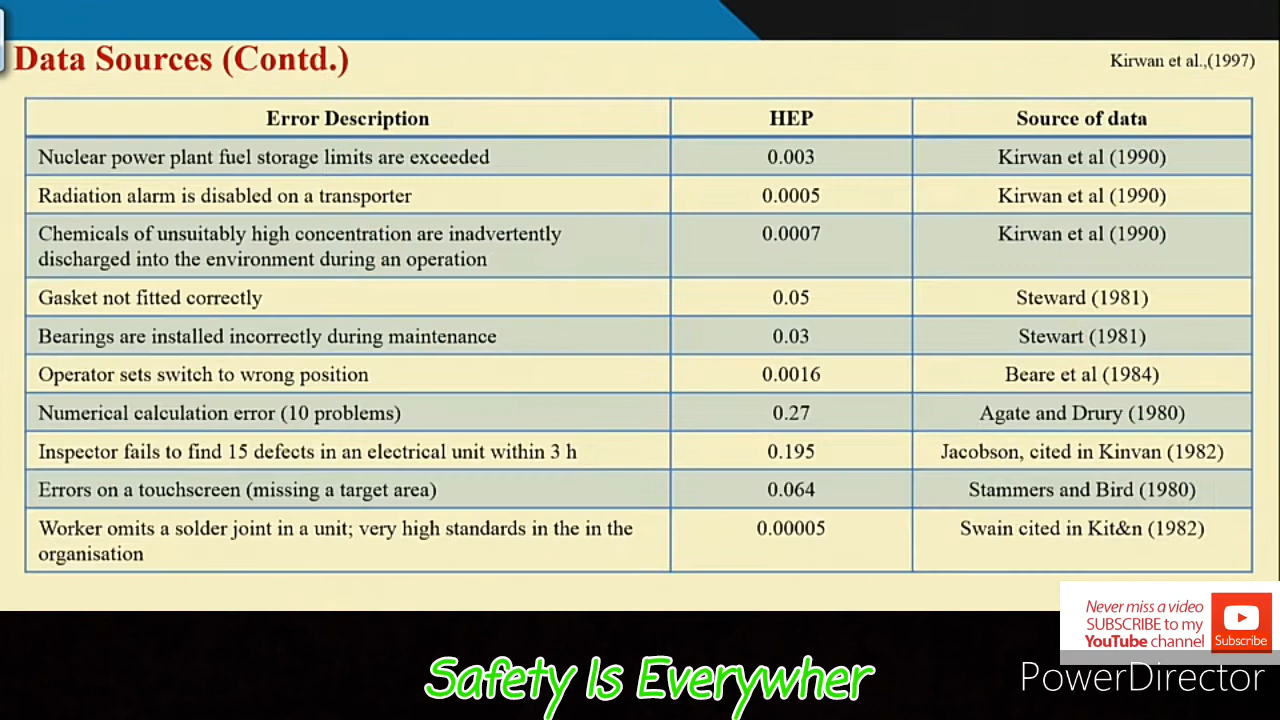 Data Sources (Contd.)
Kirwan et al.,(1997)
Error Description HEP Source of data
Nuclear power plant fuel storage limits are exceeded 0.003 Kirwan et al (1990)
Radiation alarm is disabled on a transporter 0.0005 Kirwan et al (1990)
Chemicals of unsuitably high concentration are inadvertently 0.0007 Kirwan et al (1990)
discharged into the environment during an operation
Gasket not fitted correctly 0.05 Steward (1981)
Bearings are installed incorrectly during maintenance 0.03 Stewart (1981)
Operator sets switch to wrong position 0.0016 Beare et al (1984)
Numerical calculation error (10 problems) 0.27 Agate and Drury (1980)
Inspector fails to find 15 defects in an electrical unit within 3 h 0.195 Jacobson, cited in Kinvan (1982)
Errors on a touchscreen (missing a target area) 0.064 Stammers and Bird (1980)
Worker omits a solder joint in a unit; very high standards in the in the 0.00005 Swain cited in Kit&n (1982)
organisation
Never miss a video
SUBSCRIBE to my
YouTube channel
Subscribe
Safety Is Everywher
PowerDirector